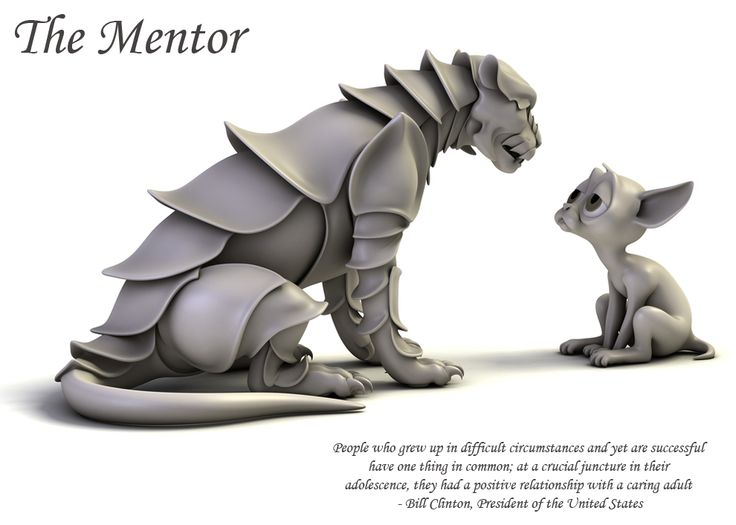 The Mentor
People who grew up in difficult circumstances and yet are successful
have one thing in common; at a crucial juncture in their
adolescence, they had a positive relationship with a caring adult
- Bill Clinton, President of the United States